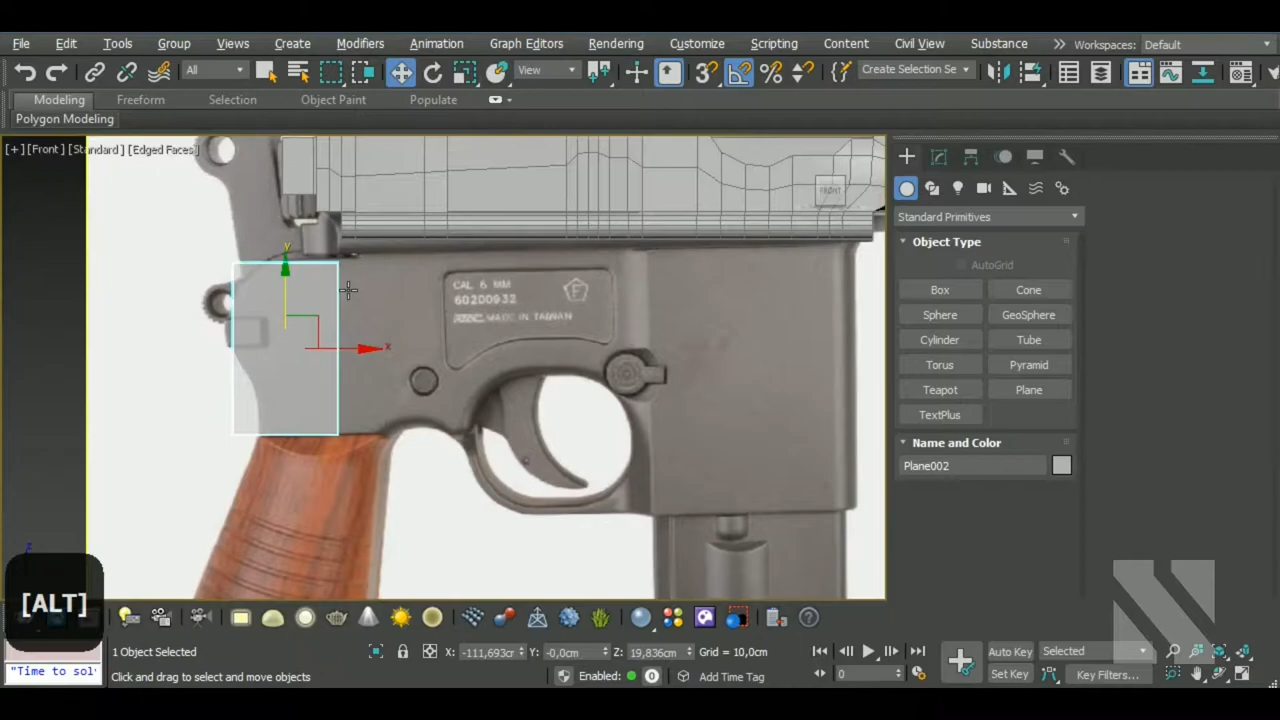 File Edit Tools Group Views Create Modifiers Animation Graph Editors Rendering Customize Scripting Content Civil View Substance Workspaces: Default
All View Create Selection Se
Modeling Freeform Selection Object Paint Populate
Polygon Modeling
[+] [Front] [Standard] [Edged Faces]
FRONT
Standard Primitives
Object Type
AutoGrid
Box Cone
Sphere GeoSphere
Cylinder Tube
Torus Pyramid
Teapot Plane
TextPlus
Name and Color
Plane002
y
x
CAL 6 MM
60200932
MADE IN TAIWAN
F
z
[ALT]
"Time to sol
1 Object Selected
Click and drag to select and move objects
X: -111,693cr Y: -0,0cm Z: 19,836cm Grid = 10,0cm
Enabled: 0 Add Time Tag
Auto Key Selected
0 Set Key Key Filters...